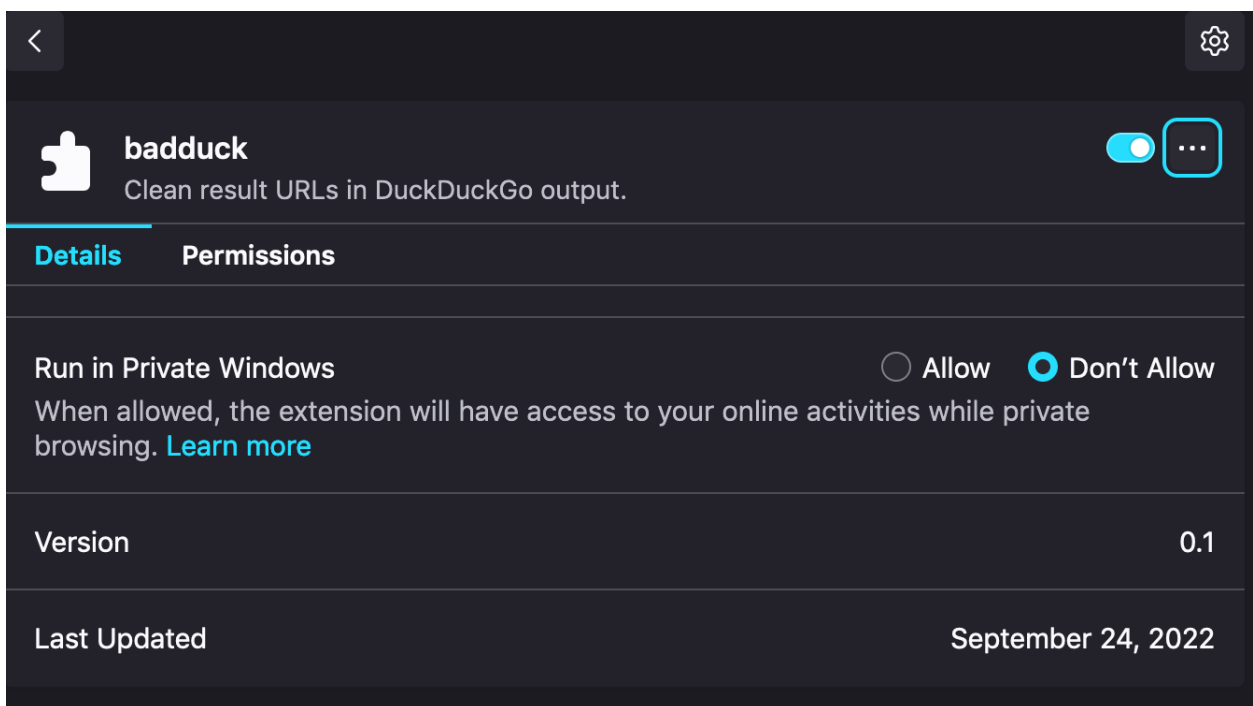 badduck
Clean result URLs in DuckDuckGo output.
Details Permissions
Run in Private Windows Allow Don’t Allow
When allowed, the extension will have access to your online activities while private
browsing. Learn more
Version 0.1
Last Updated September 24, 2022